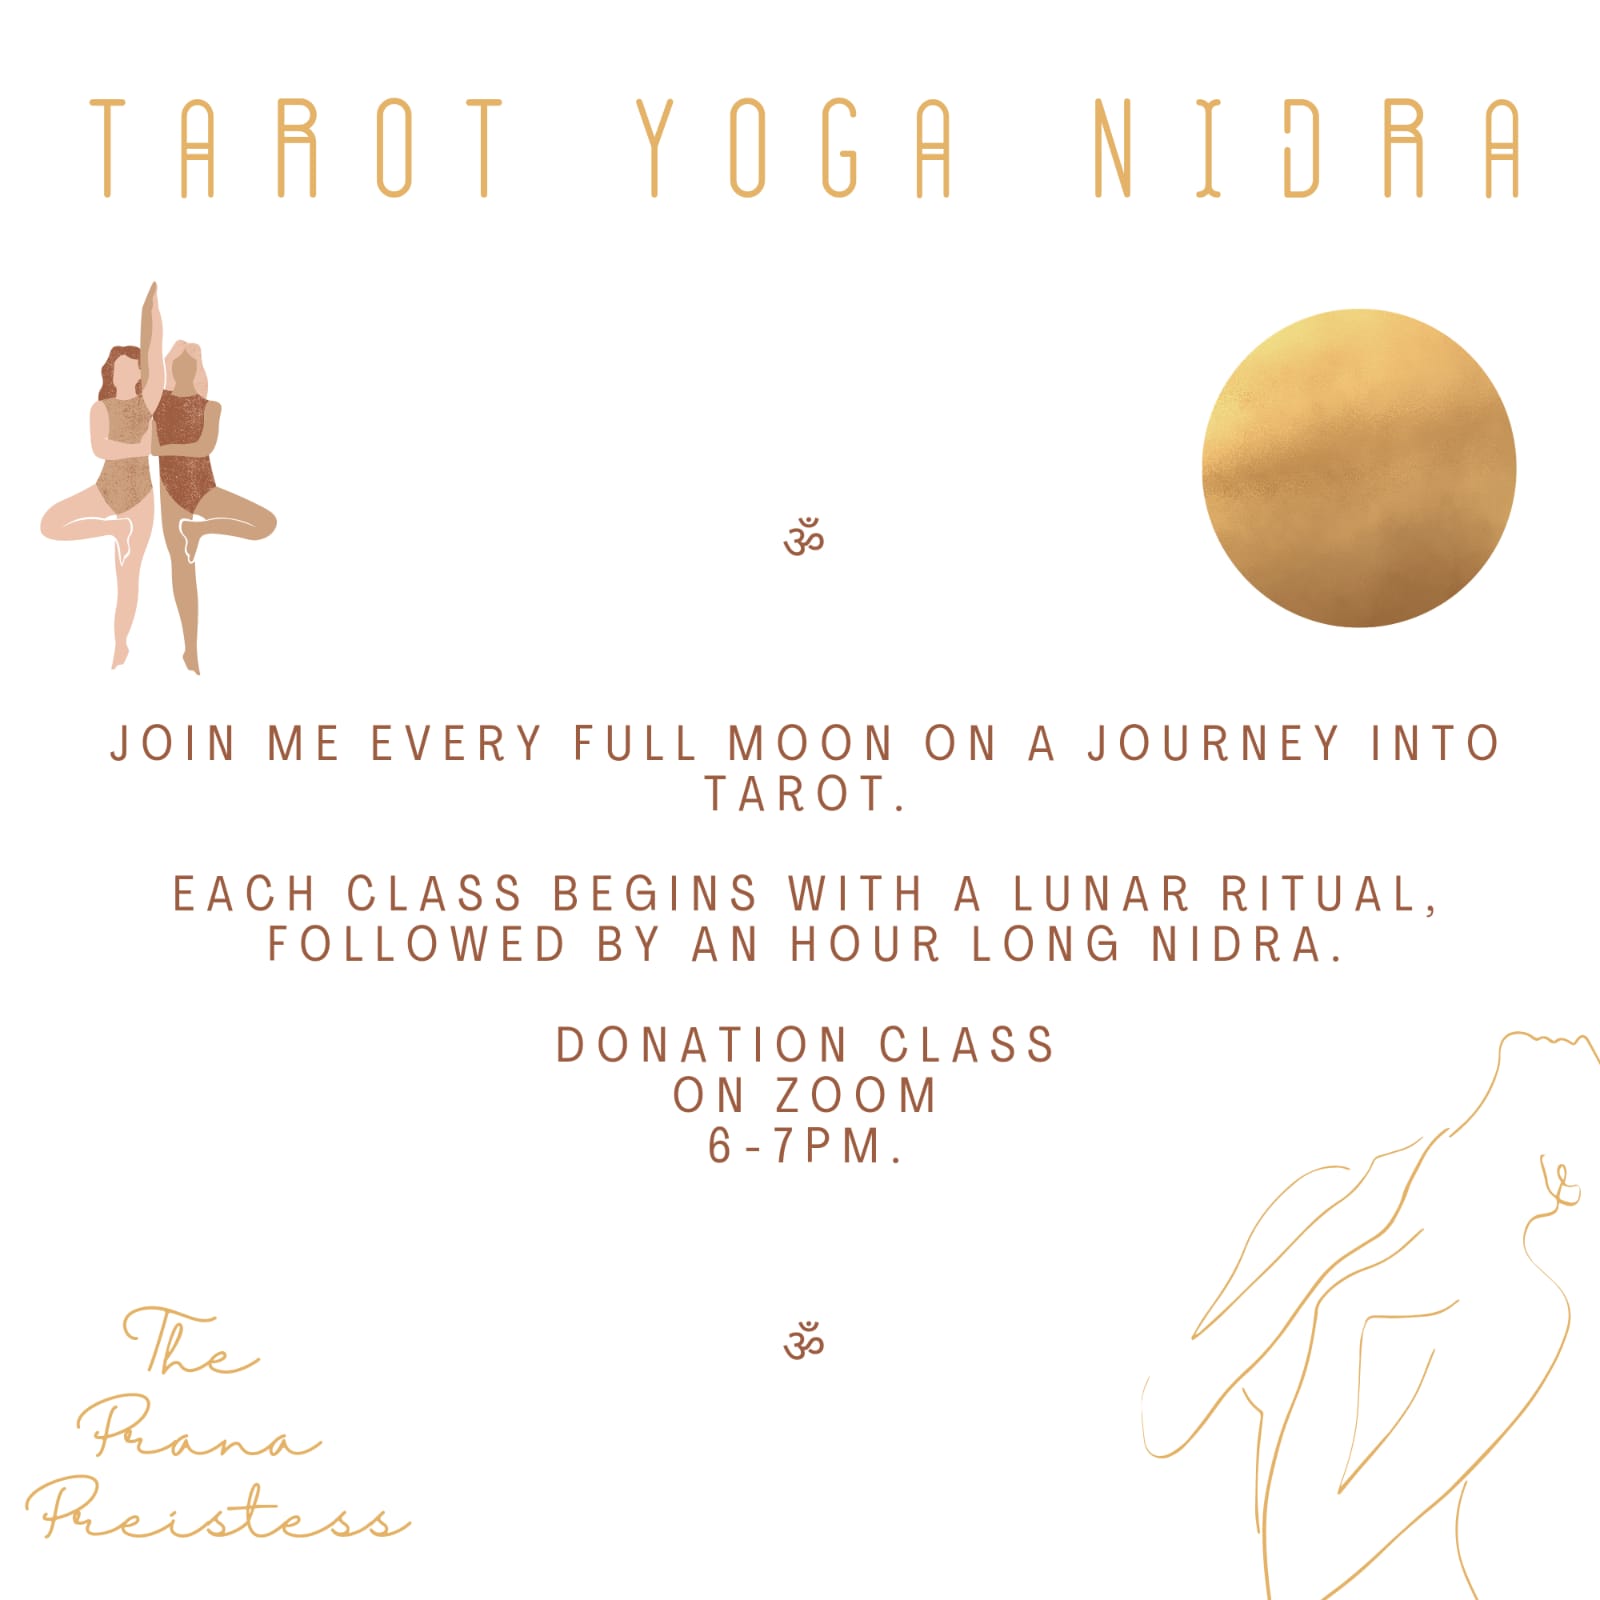 TAROT YOGA NIDRA
ॐ
JOIN ME EVERY FULL MOON ON A JOURNEY INTO
TAROT.
EACH CLASS BEGINS WITH A LUNAR RITUAL,
FOLLOWED BY AN HOUR LONG NIDRA.
DONATION CLASS
ON ZOOM
6-7PM.
ॐ
The
Prana
Preistess